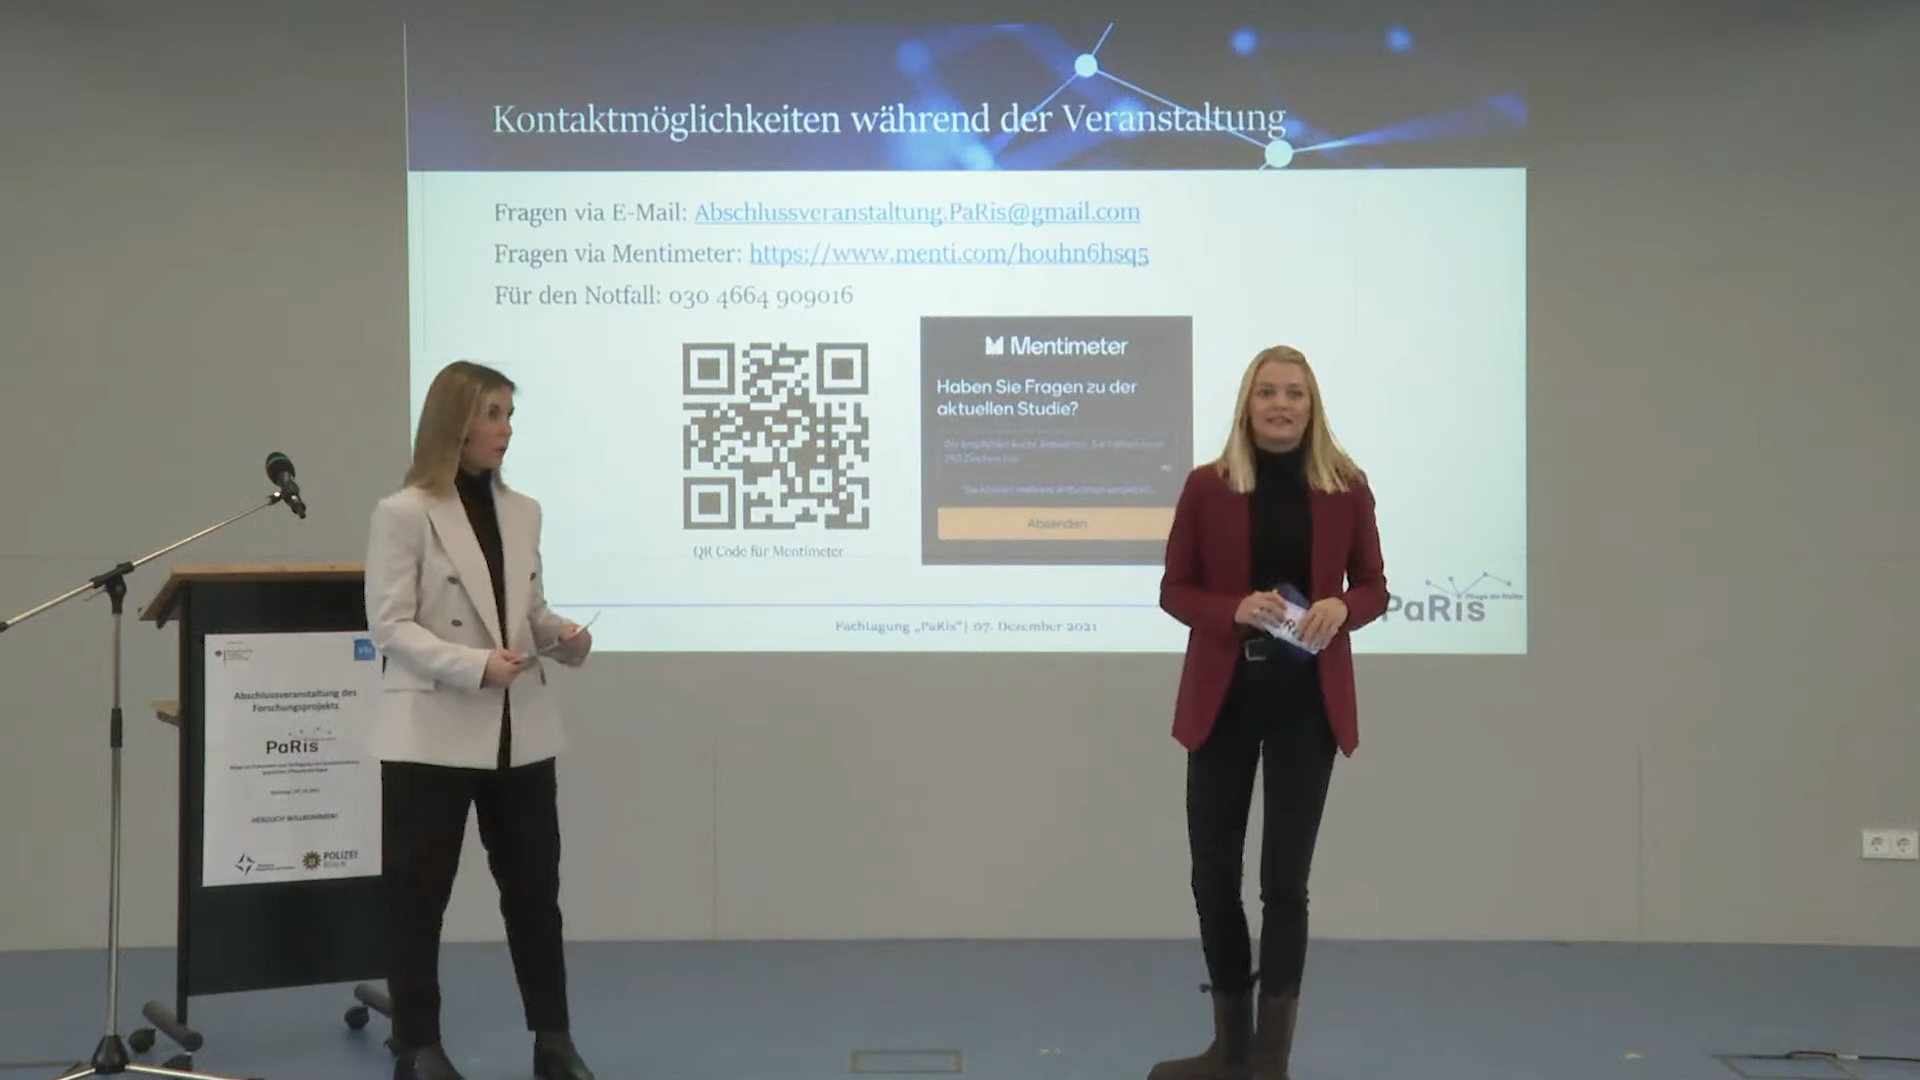 Kontaktmöglichkeiten während der Veranstaltung
Fragen via E-Mail: Abschlussveranstaltung.PaRis@gmail.com
Fragen via Mentimeter: https://www.menti.com/houhn6hsq5
Für den Notfall: 030 4664 909016
Mentimeter
Haben Sie Fragen zu der
aktuellen Studie?
Absenden
QR Code für Mentimeter
Fachtagung „PaRis“| 07. Dezember 2021
PaRis
Abschlussveranstaltung des
Forschungsprojekts
PaRis
HERZLICH WILLKOMMEN!
POLIZEI
BERLIN